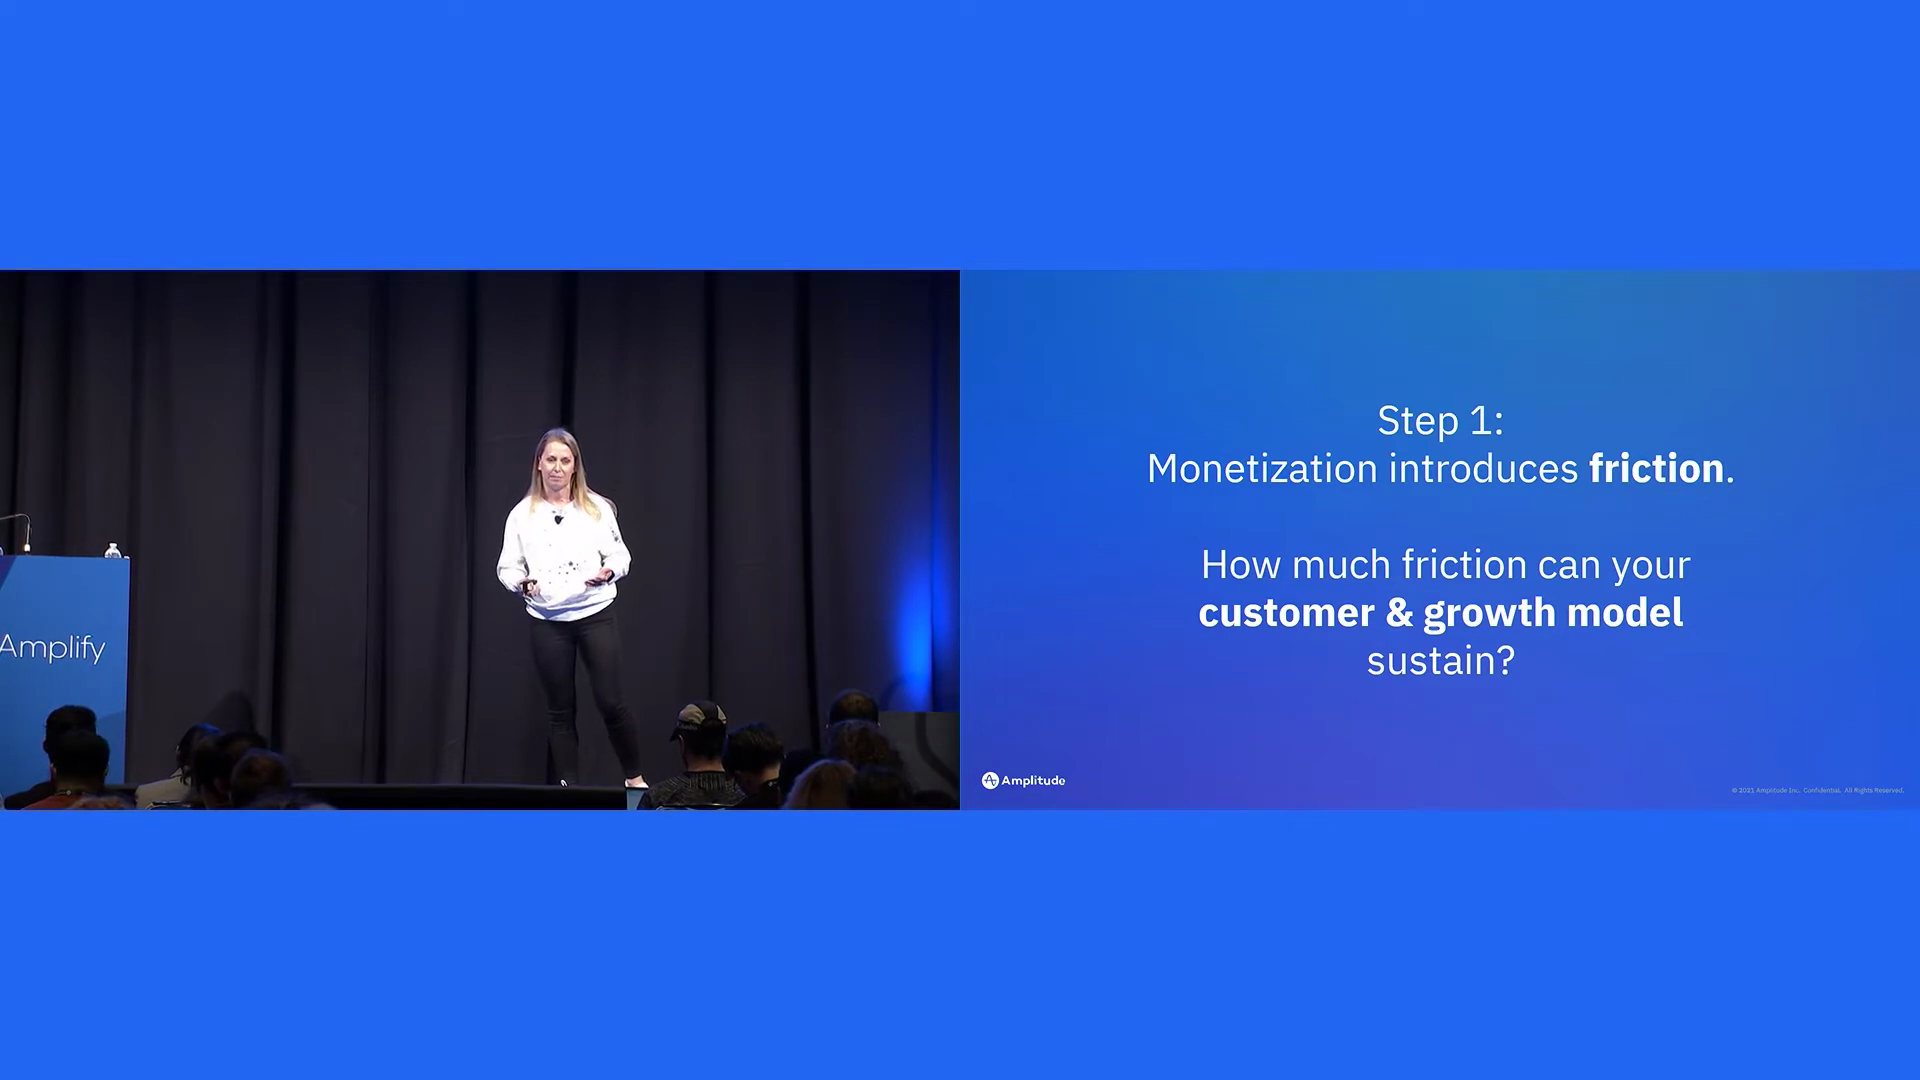 Amplify
Step 1:
Monetization introduces friction.
How much friction can your
customer & growth model
sustain?
Amplitude
© 2021 Amplitude Inc. Confidential. All Rights Reserved.